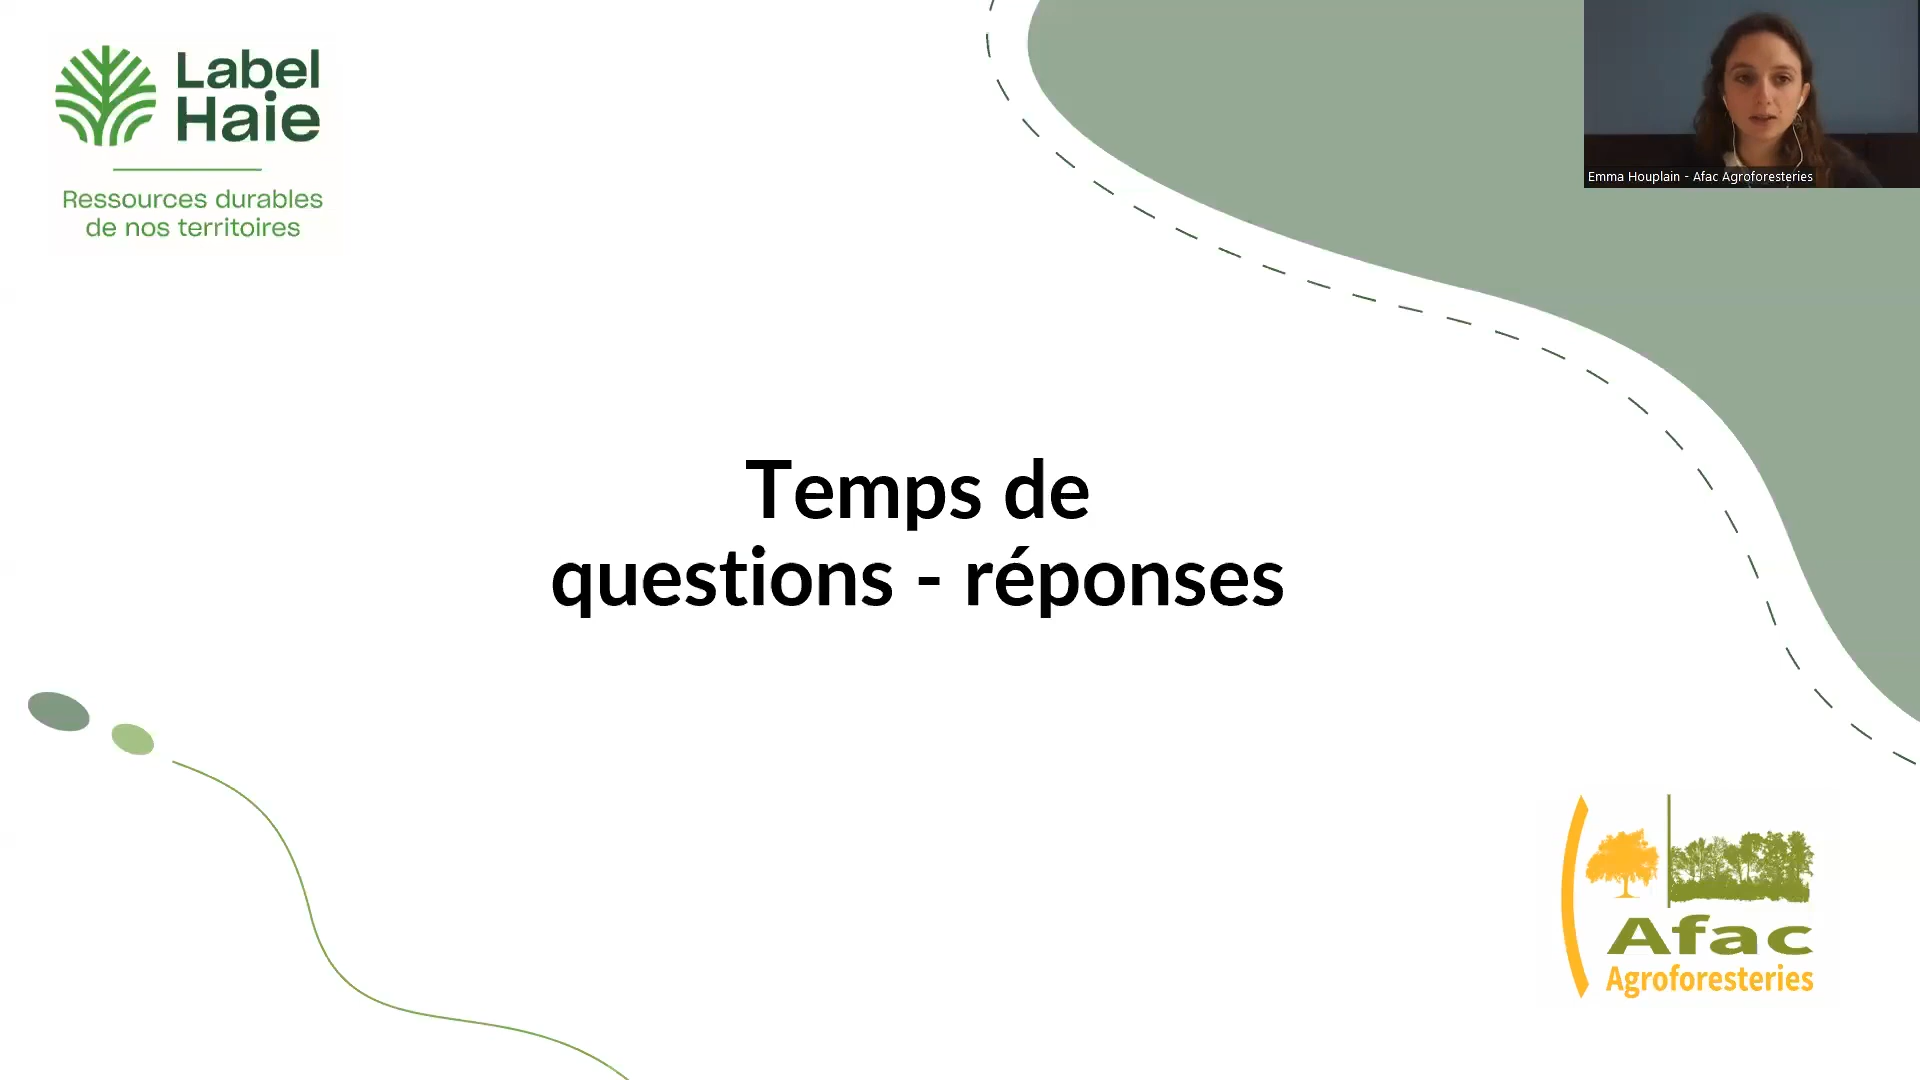 Label
Haie
Ressources durables
de nos territoires
Emma Houplain - Afac Agroforesteries
Temps de
questions - réponses
Afac
Agroforesteries